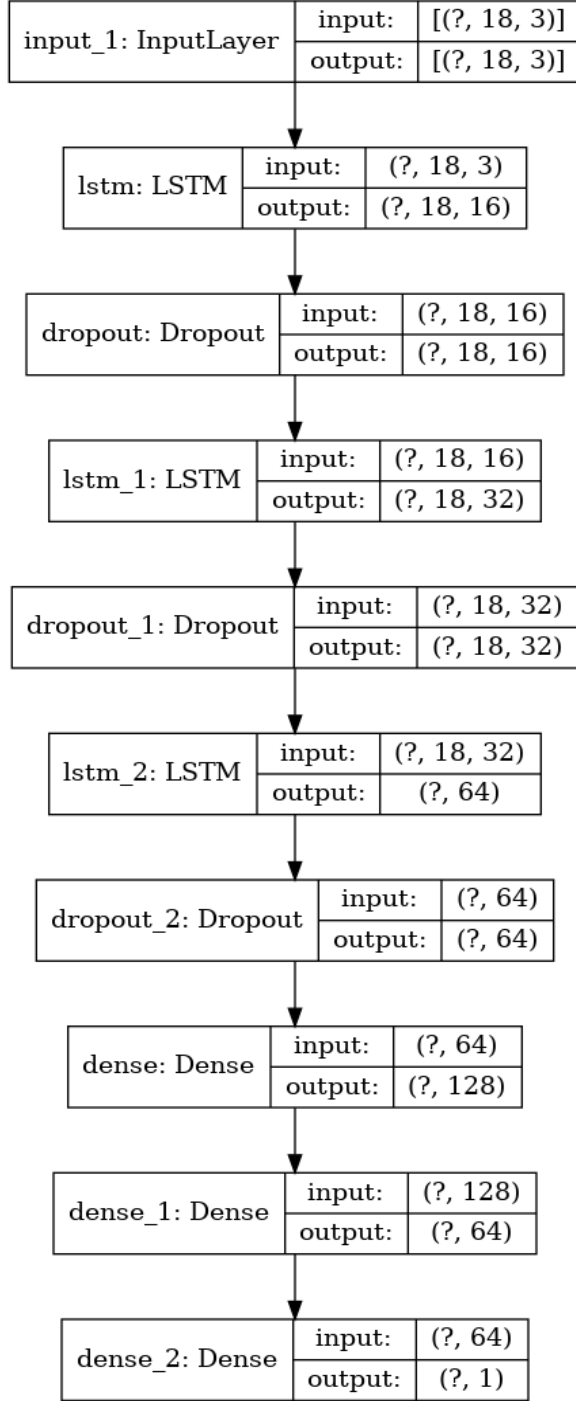 input_1: InputLayer
input: [(?, 18, 3)]
output: [(?, 18, 3)]
lstm: LSTM
input: (?, 18, 3)
output: (?, 18, 16)
dropout: Dropout
input: (?, 18, 16)
output: (?, 18, 16)
lstm_1: LSTM
input: (?, 18, 16)
output: (?, 18, 32)
dropout_1: Dropout
input: (?, 18, 32)
output: (?, 18, 32)
lstm_2: LSTM
input: (?, 18, 32)
output: (?, 64)
dropout_2: Dropout
input: (?, 64)
output: (?, 64)
dense: Dense
input: (?, 64)
output: (?, 128)
dense_1: Dense
input: (?, 128)
output: (?, 64)
dense_2: Dense
input: (?, 64)
output: (?, 1)